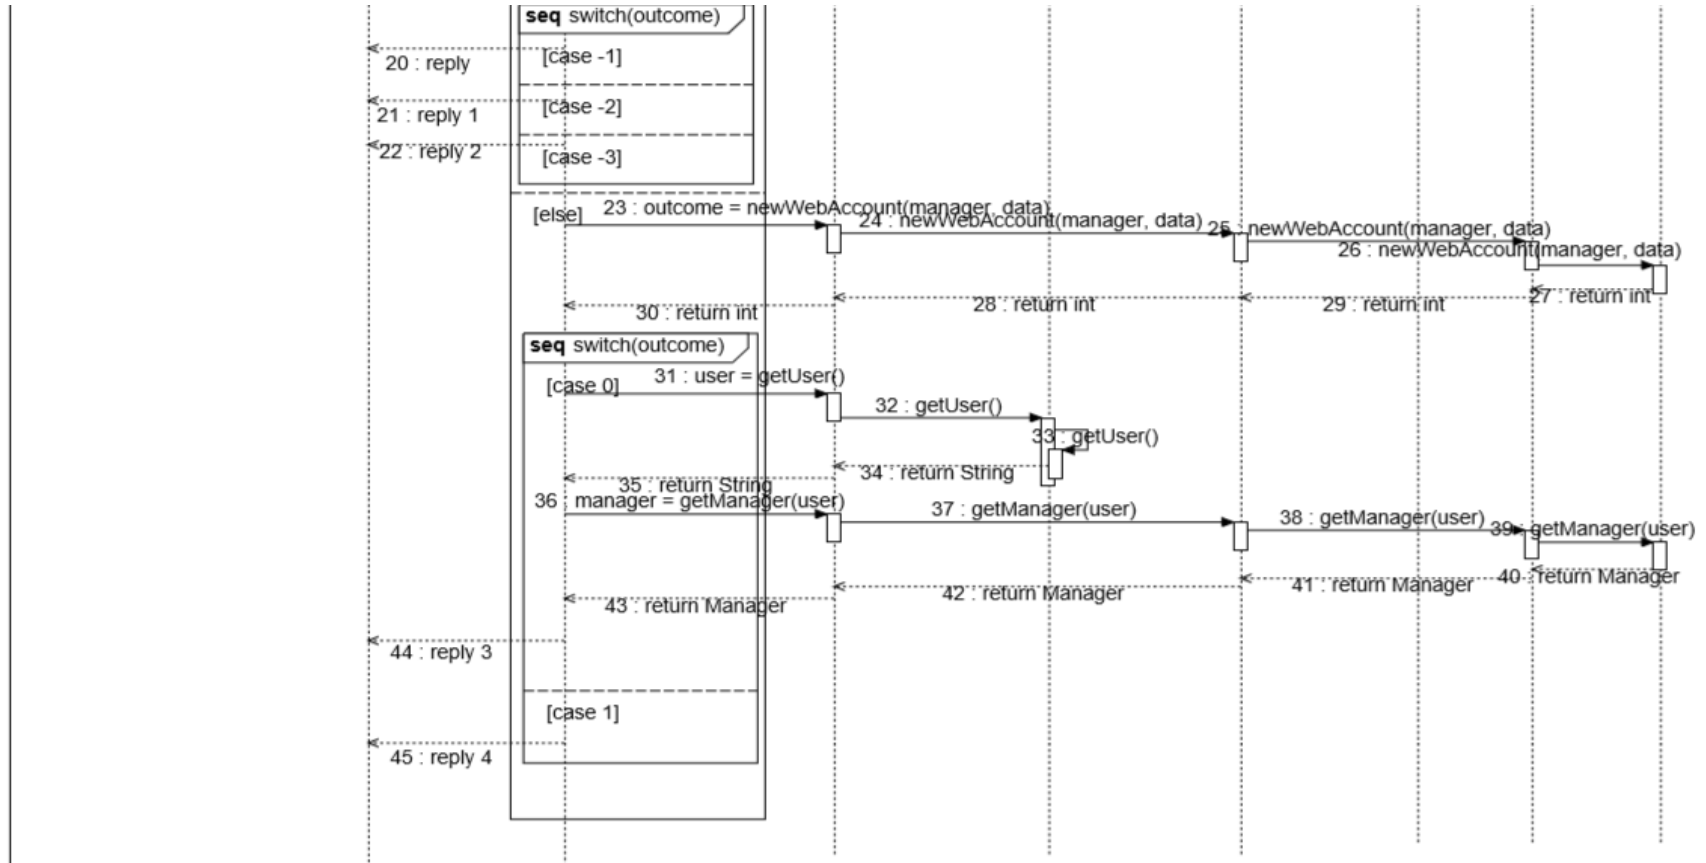 seq switch(outcome)
[case -1]
20 : reply
[case -2]
21 : reply 1
22 : reply 2
[case -3]
[else]
23 : outcome = newWebAccount(manager, data)
24 : newWebAccount(manager, data)
25 : newWebAccount(manager, data)
26 : newWebAccount(manager, data)
27 : return int
28 : return int
29 : return int
30 : return int
seq switch(outcome)
[case 0]
31 : user = getUser()
32 : getUser()
33 : getUser()
34 : return String
35 : return String
36 : manager = getManager(user)
37 : getManager(user)
38 : getManager(user)
39 : getManager(user)
40 : return Manager
41 : return Manager
42 : return Manager
43 : return Manager
44 : reply 3
[case 1]
45 : reply 4